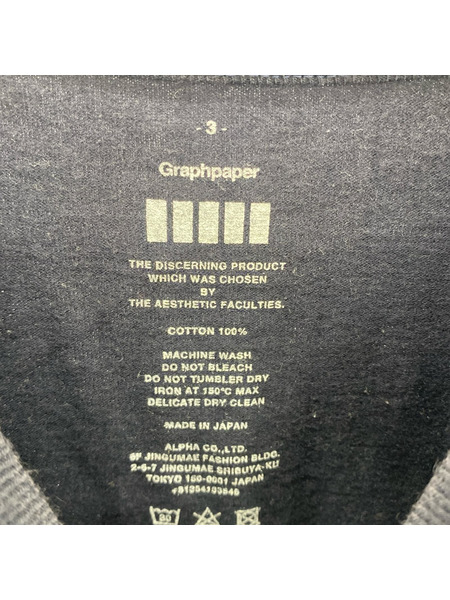 - 3 -
Graphpaper
THE DISCERNING PRODUCT
WHICH WAS CHOSEN
BY
THE AESTHETIC FACULTIES.
COTTON 100%
MACHINE WASH
DO NOT BLEACH
DO NOT TUMBLER DRY
IRON AT 150°C MAX
DELICATE DRY CLEAN
MADE IN JAPAN
ALPHA CO.,LTD.
6F JINGUMAE FASHION BLDG.
2-6-7 JINGUMAE SHIBUYA-KU
TOKYO 150-0001 JAPAN